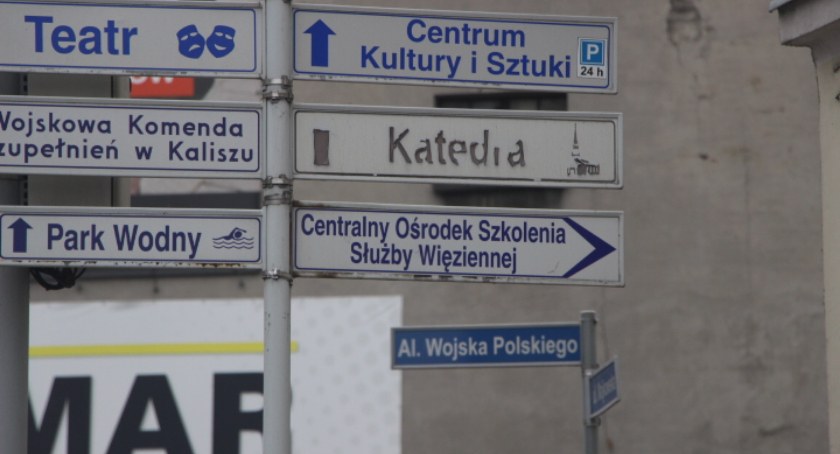 Teatr
Centrum
Kultury i Sztuki
P
24 h
Wojskowa Komenda
zupełnień w Kaliszu
Katedra
Park Wodny
Centralny Ośrodek Szkolenia
Służby Więziennej
Al. Wojska Polskiego
MAR